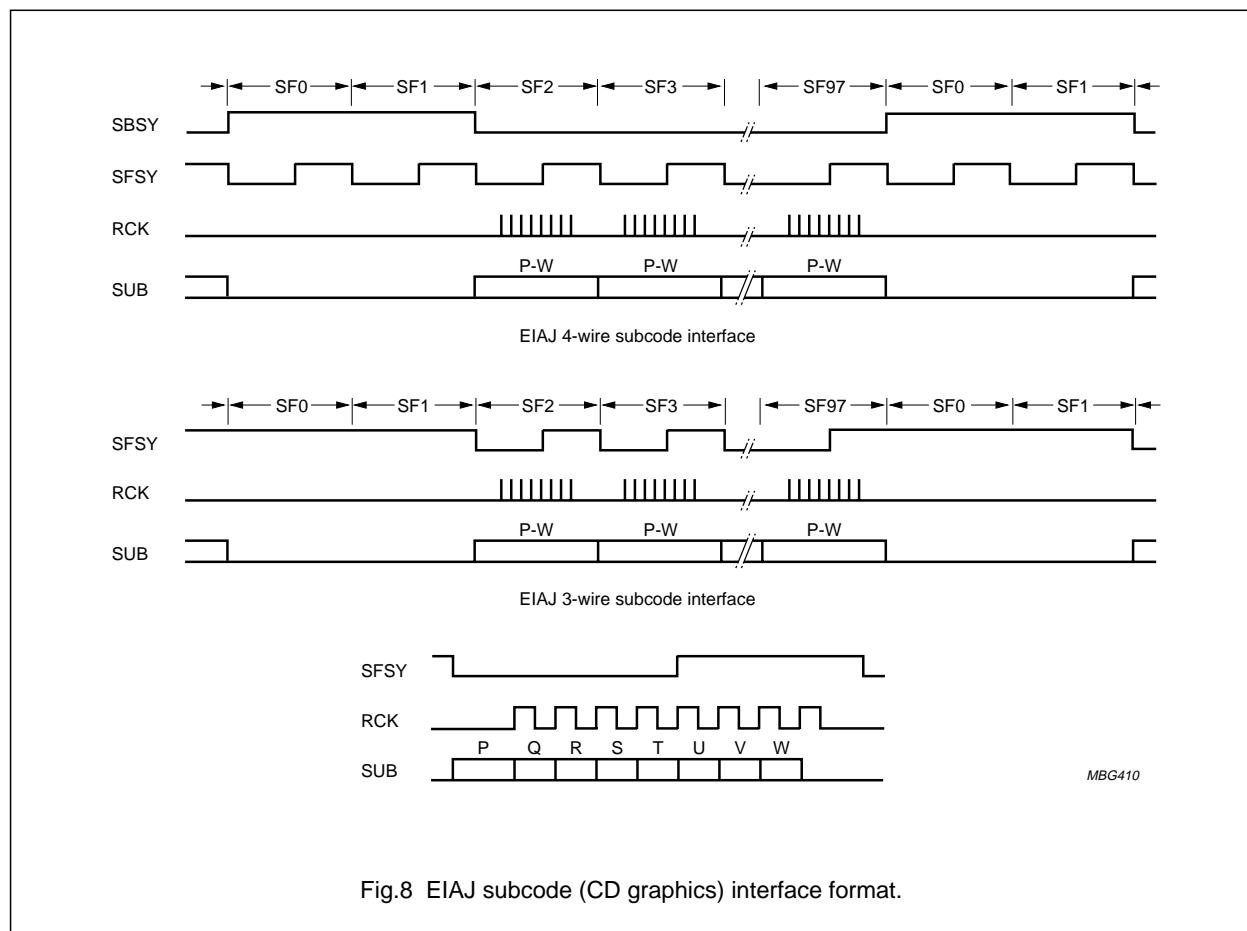 SF0 SF1 SF2 SF3 SF97 SF0 SF1
SBSY
SFSY
RCK
P-W P-W P-W
SUB
EIAJ 4-wire subcode interface
SF0 SF1 SF2 SF3 SF97 SF0 SF1
SFSY
RCK
P-W P-W P-W
SUB
EIAJ 3-wire subcode interface
SFSY
RCK
P Q R S T U V W
SUB
MBG410
Fig.8 EIAJ subcode (CD graphics) interface format.